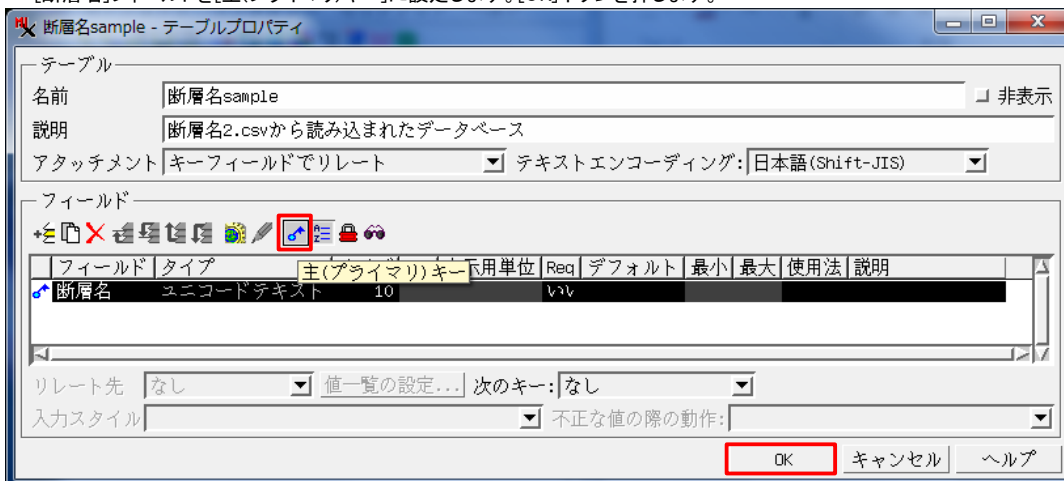 断層名sample - テーブルプロパティ
テーブル
名前 断層名sample 非表示
説明 断層名2.csvから読み込まれたデータベース
アタッチメント キーフィールドでリレート テキストエンコーディング: 日本語(Shift-JIS)
フィールド
フィールド タイプ 示用単位 Req デフォルト 最小 最大 使用法 説明
主(プライマリ)キー
断層名 ユニコードテキスト 10 いい
リレート先 なし 値一覧の設定... 次のキー: なし
入力スタイル 不正な値の際の動作:
OK キャンセル ヘルプ